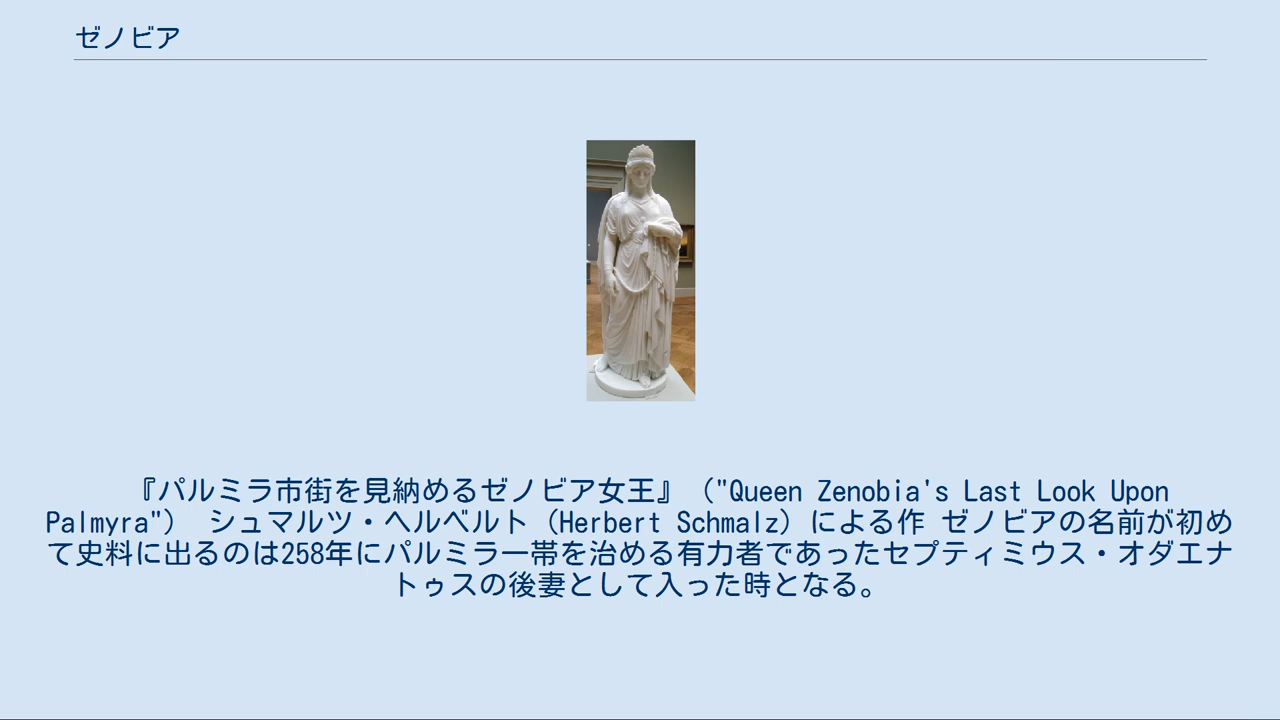 ゼノビア
『パルミラ市街を見納めるゼノビア女王』 ("Queen Zenobia's Last Look Upon
Palmyra") シュマルツ・ヘルベルト (Herbert Schmalz) による作 ゼノビアの名前が初め
て史料に出るのは258年にパルミラ一帯を治める有力者であったセプティミウス・オダエナ
トゥスの後妻として入った時となる。